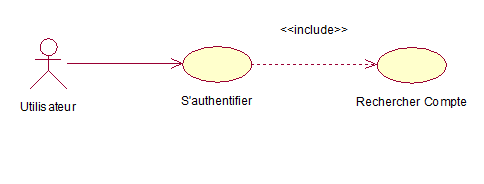 <<include>>
Utilisateur
S'authentifier
Rechercher Compte